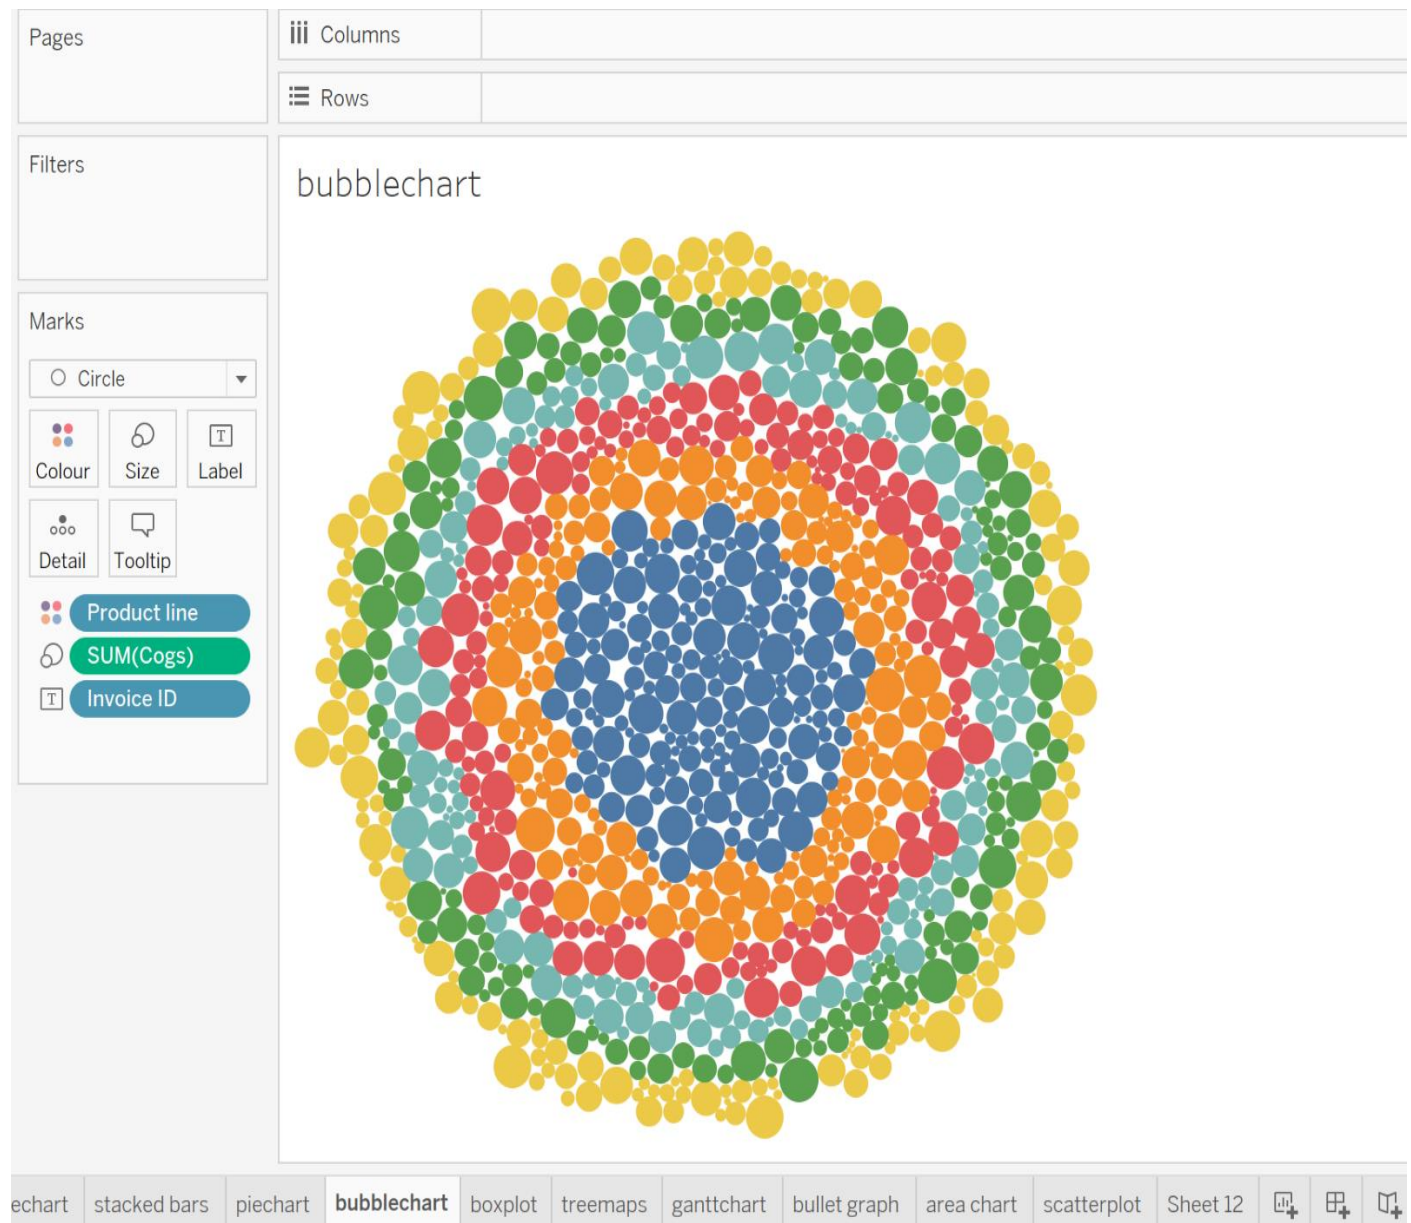 Pages
Columns
Rows
Filters
bubblechart
Marks
Circle
Colour
Size
T
Label
Detail
Tooltip
Product line
SUM(Cogs)
T
Invoice ID
echart
stacked bars
piechart
bubblechart
boxplot
treemaps
ganttchart
bullet graph
area chart
scatterplot
Sheet 12